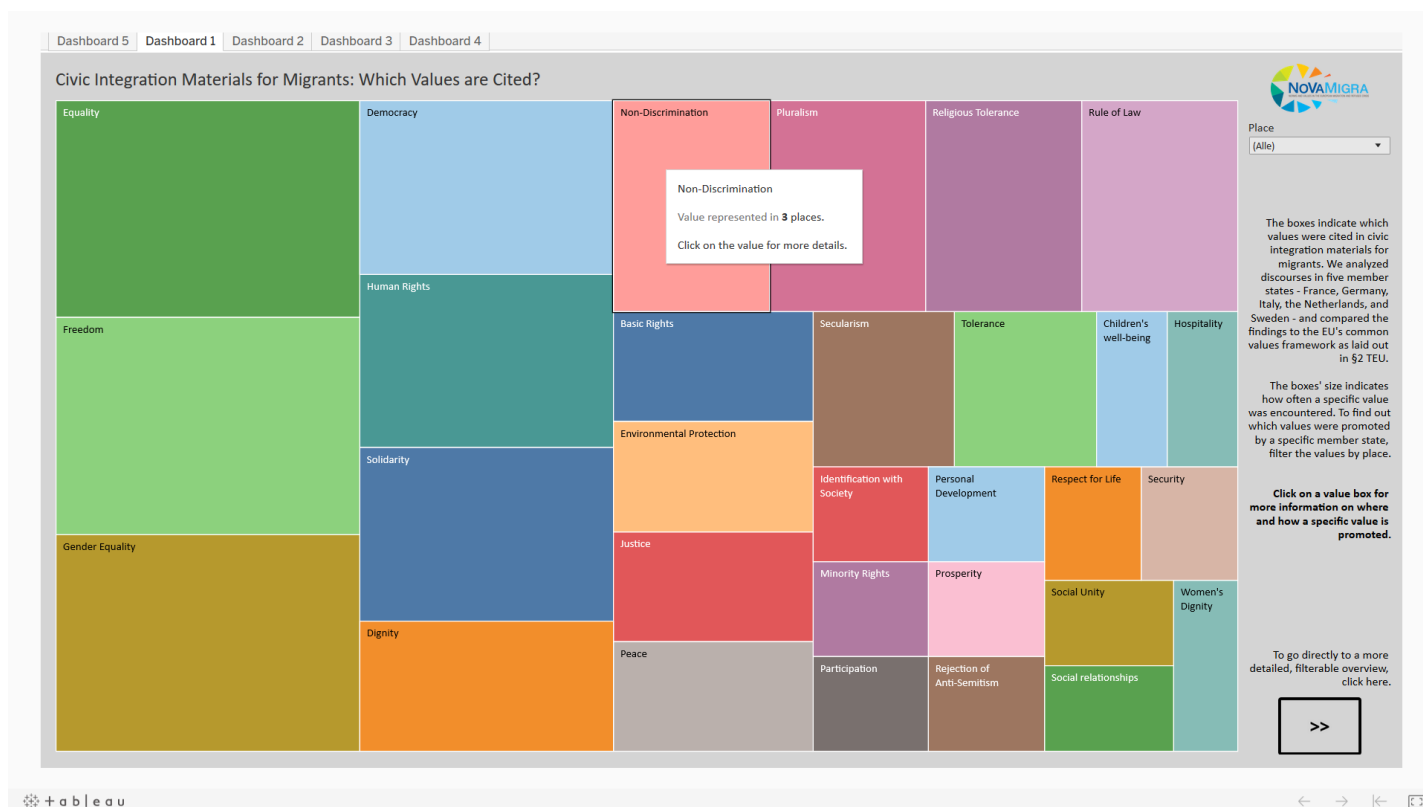 Dashboard 5
Dashboard 1
Dashboard 2
Dashboard 3
Dashboard 4
Civic Integration Materials for Migrants: Which Values are Cited?
Equality
Freedom
Gender Equality
Democracy
Human Rights
Solidarity
Dignity
Non-Discrimination
Pluralism
Religious Tolerance
Rule of Law
Non-Discrimination
Value represented in 3 places.
Click on the value for more details.
Basic Rights
Environmental Protection
Justice
Peace
Secularism
Tolerance
Children's
well-being
Hospitality
Identification with
Society
Personal
Development
Respect for Life
Security
Minority Rights
Prosperity
Social Unity
Women's
Dignity
Participation
Rejection of
Anti-Semitism
Social relationships
NOVAMIGRA
Place
(Alle)
The boxes indicate which
values were cited in civic
integration materials for
migrants. We analyzed
discourses in five member
states - France, Germany,
Italy, the Netherlands, and
Sweden - and compared the
findings to the EU's common
values framework as laid out
in §2 TEU.
The boxes' size indicates
how often a specific value
was encountered. To find out
which values were promoted
by a specific member state,
filter the values by place.
Click on a value box for
more information on where
and how a specific value is
promoted.
To go directly to a more
detailed, filterable overview,
click here.
>>
+ableau